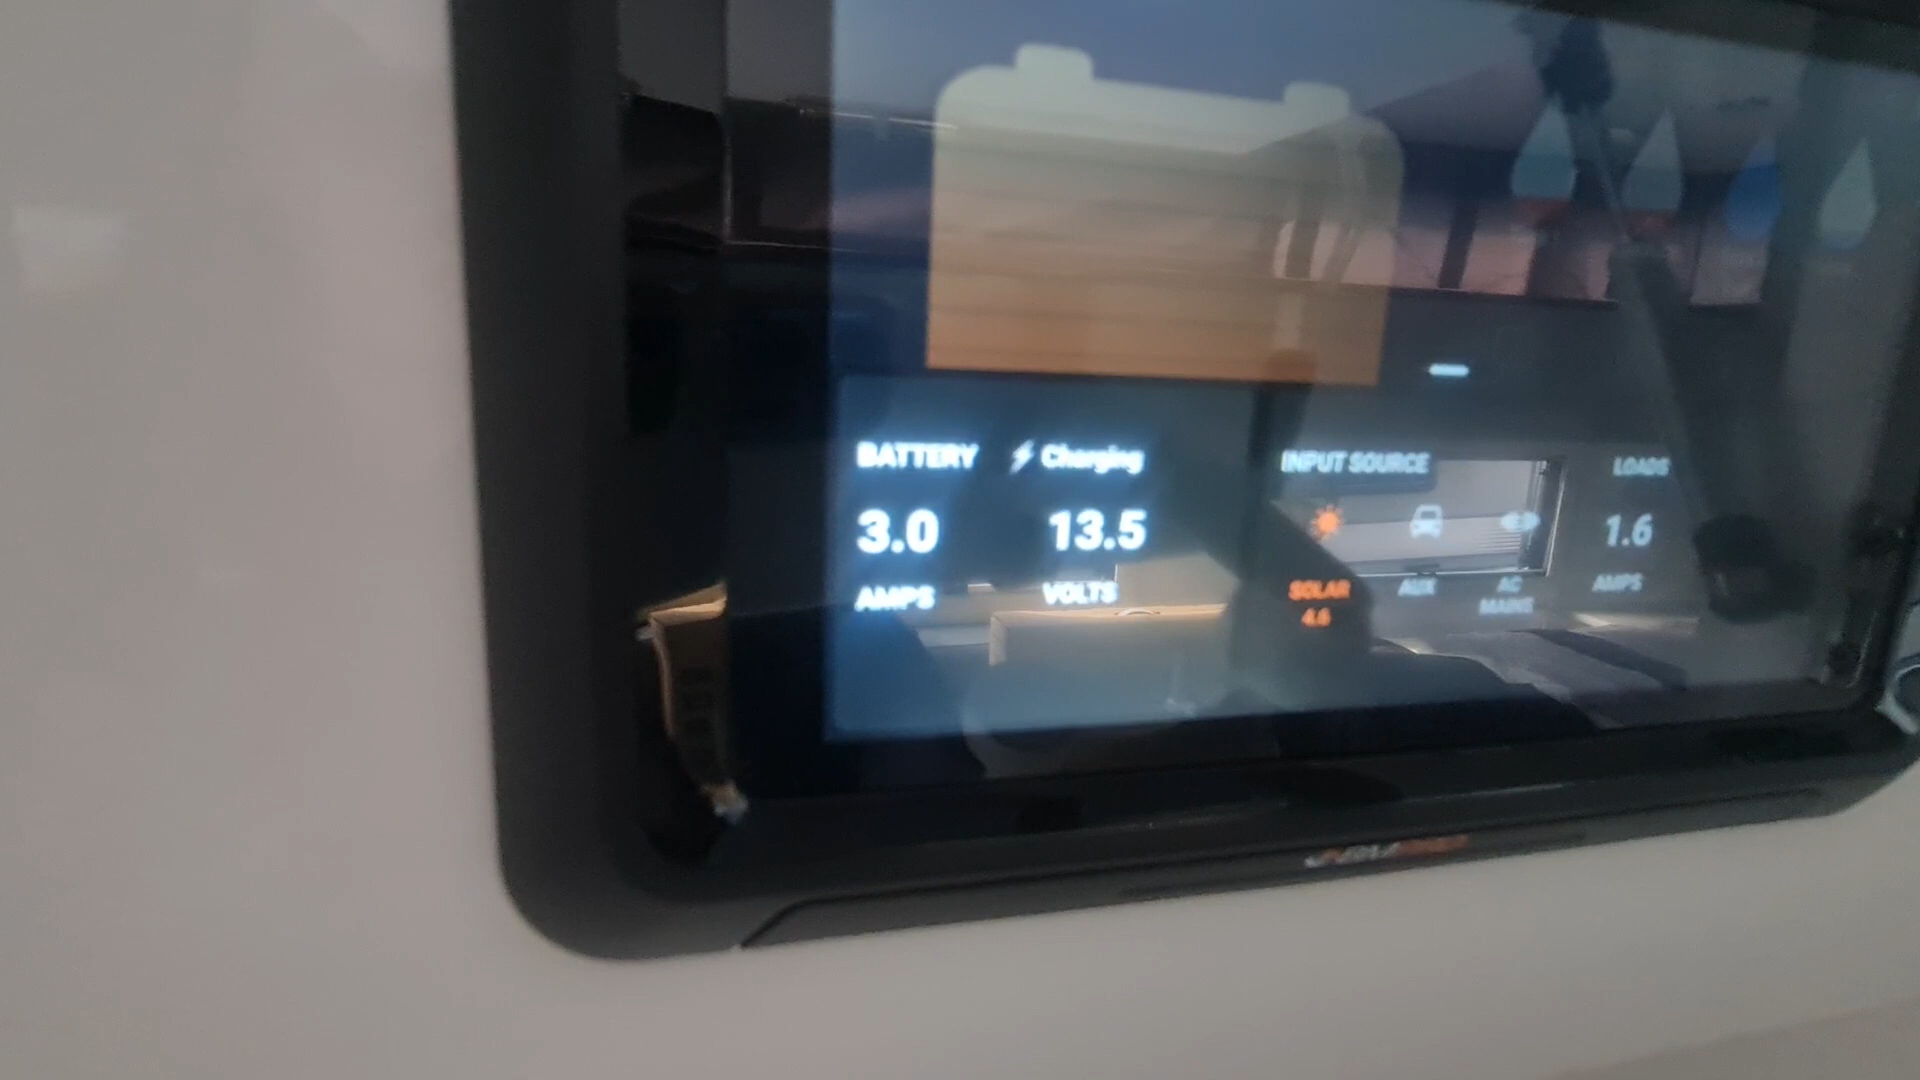 BATTERY Charging
3.0 13.5
AMPS VOLTS
INPUT SOURCE
SOLAR AUX AC MAINS
4.6
LOADS
1.6
AMPS